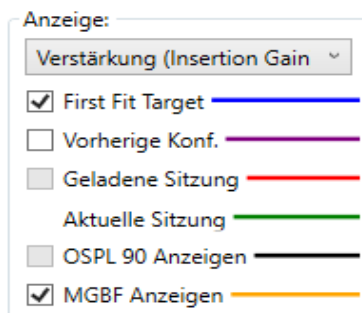 Anzeige:
Verstärkung (Insertion Gain
First Fit Target
Vorherige Konf.
Geladene Sitzung
Aktuelle Sitzung
OSPL 90 Anzeigen
MGBF Anzeigen